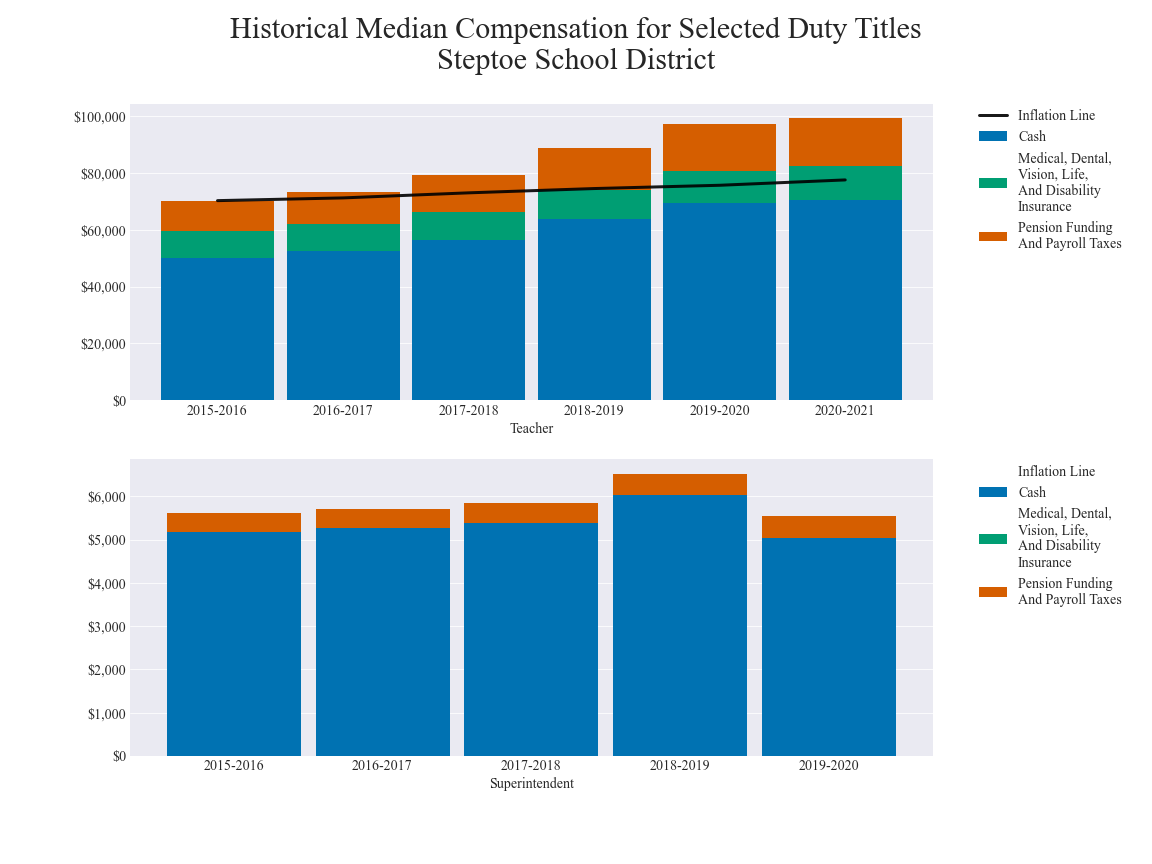 Historical Median Compensation for Selected Duty Titles
Steptoe School District
$100,000
$80,000
$60,000
$40,000
$20,000
$0
2015-2016
2016-2017
2017-2018
2018-2019
2019-2020
2020-2021
Teacher
Inflation Line
Cash
Medical, Dental,
Vision, Life,
And Disability
Insurance
Pension Funding
And Payroll Taxes
$6,000
$5,000
$4,000
$3,000
$2,000
$1,000
$0
2015-2016
2016-2017
2017-2018
2018-2019
2019-2020
Superintendent
Inflation Line
Cash
Medical, Dental,
Vision, Life,
And Disability
Insurance
Pension Funding
And Payroll Taxes